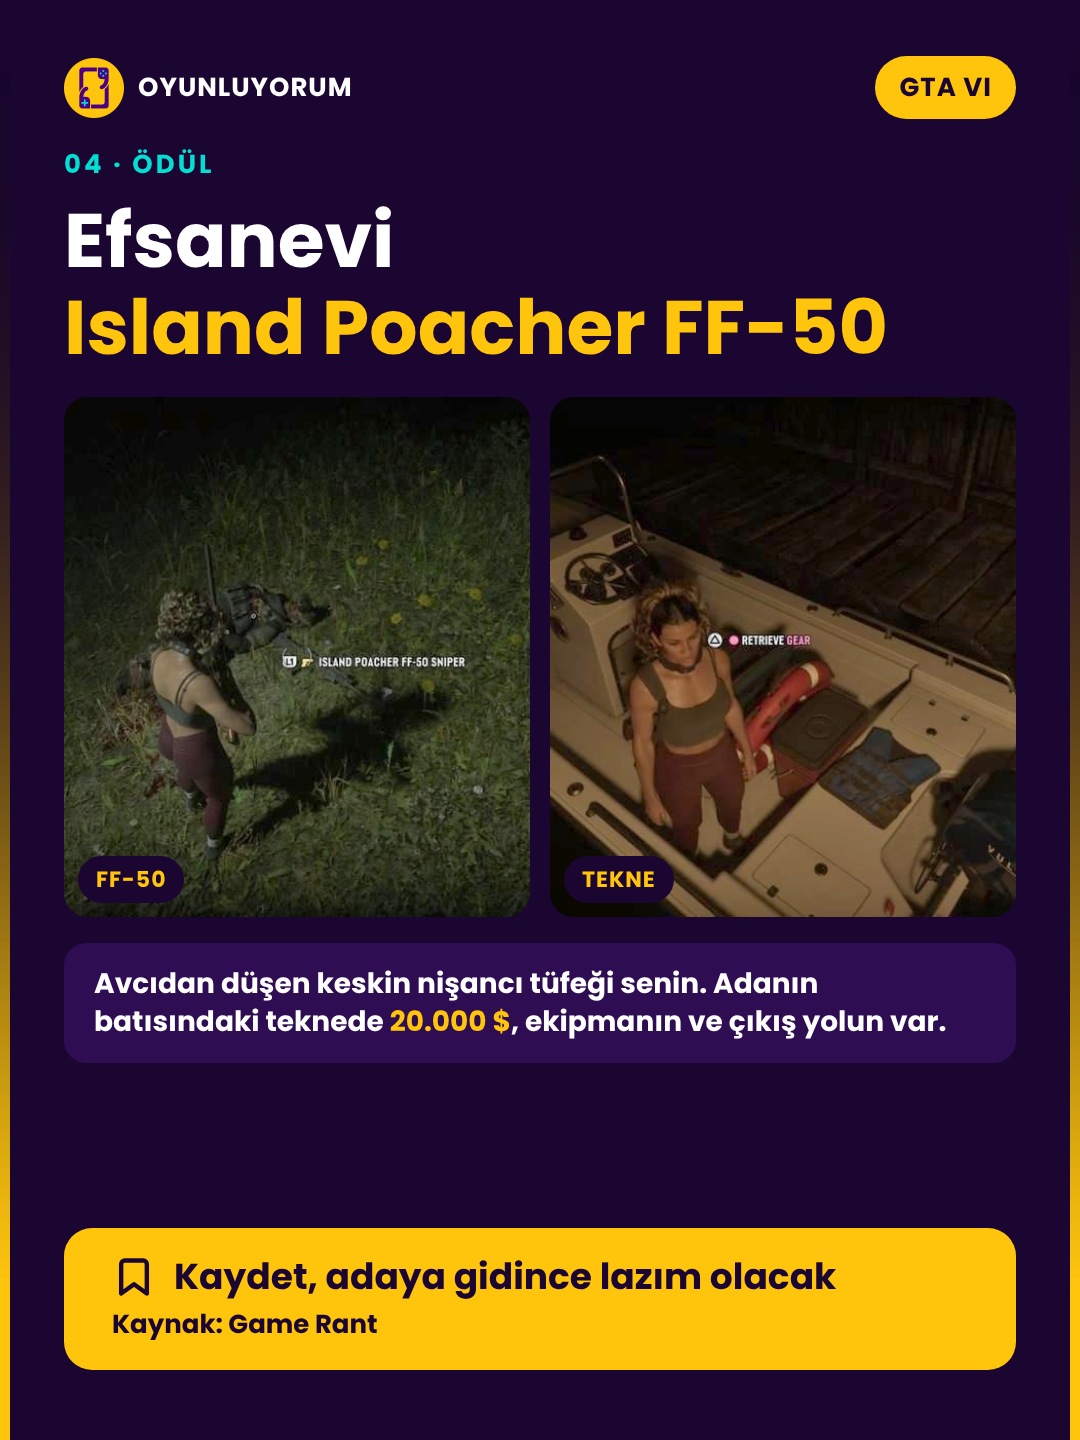 OYUNLUYORUM
GTA VI
04 · ÖDÜL
Efsanevi
Island Poacher FF-50
L1 ISLAND POACHER FF-50 SNIPER
RETRIEVE GEAR
FF-50
TEKNE
Avcıdan düşen keskin nişancı tüfeği senin. Adanın
batısındaki teknede 20.000 $, ekipmanın ve çıkış yolun var.
Kaydet, adaya gidince lazım olacak
Kaynak: Game Rant